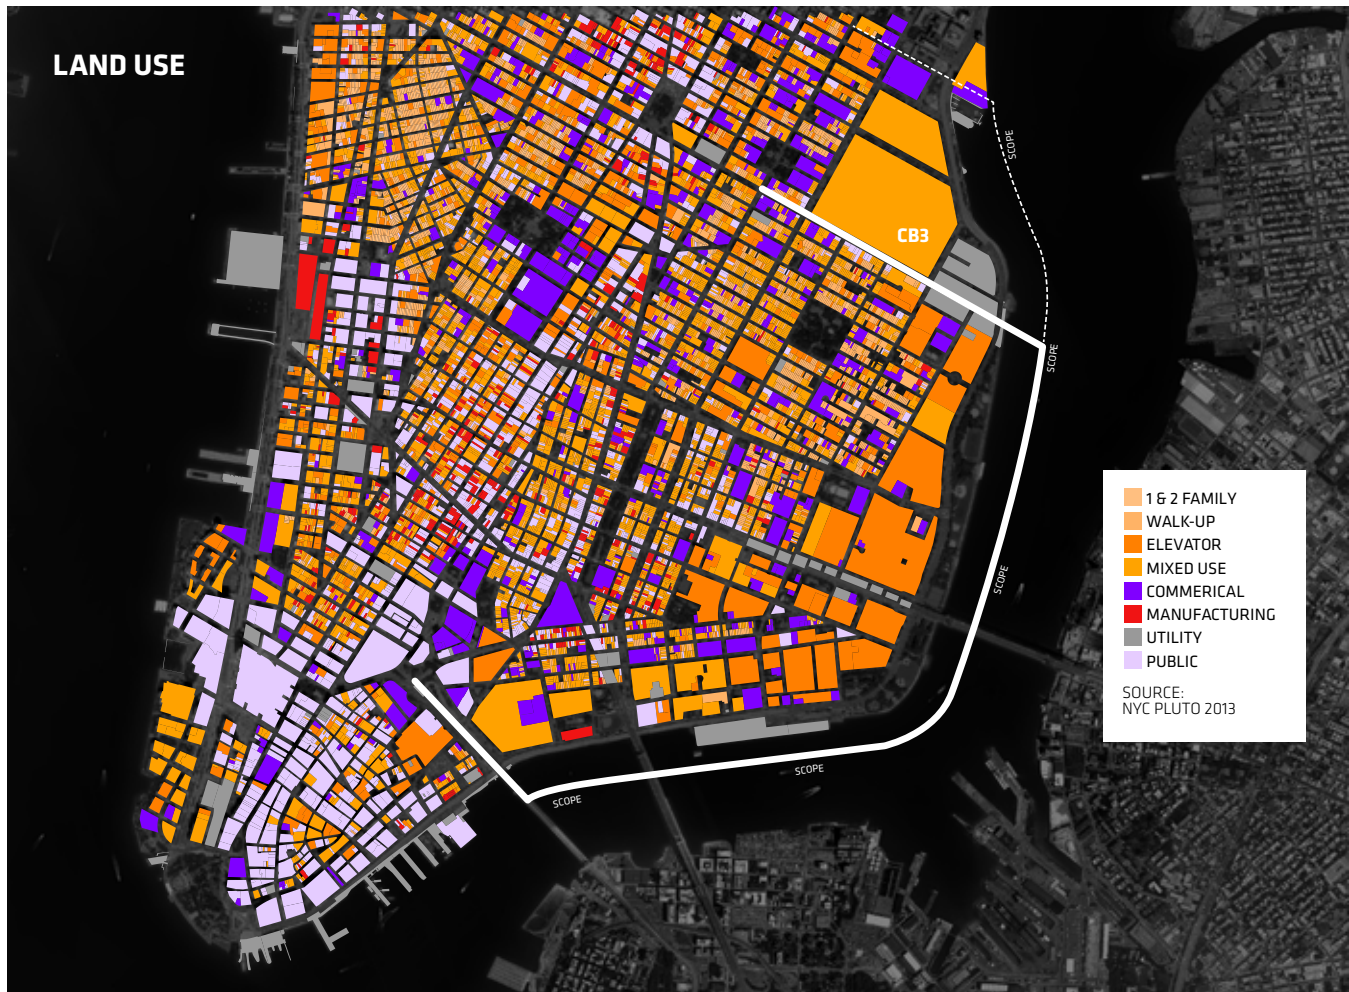 LAND USE
SCOPE
CB3
SCOPE
1 & 2 FAMILY
WALK-UP
ELEVATOR
MIXED USE
COMMERICAL
MANUFACTURING
UTILITY
PUBLIC
SOURCE:
NYC PLUTO 2013
SCOPE
SCOPE
SCOPE